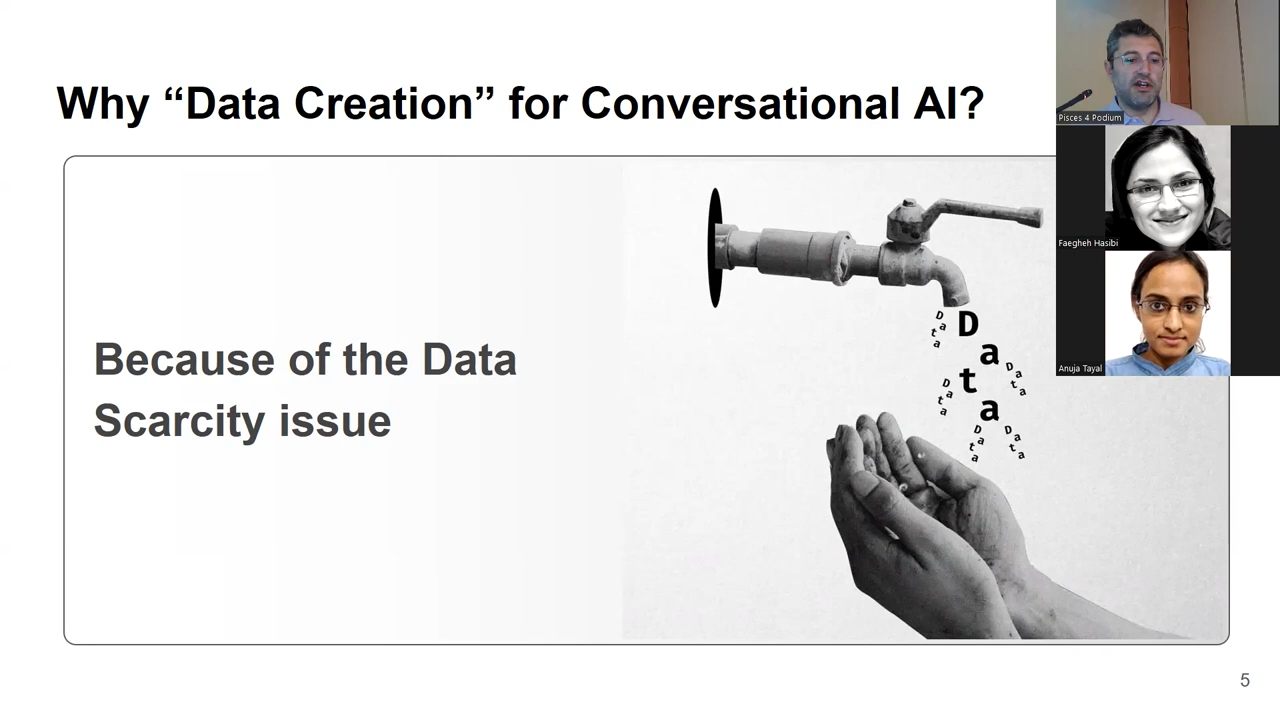 Why “Data Creation” for Conversational AI?
Because of the Data
Scarcity issue
Data
Data
Data
Data
Data
Data
Pisces 4 Podium
Faegheh Hasibi
Anuja Tayal
5